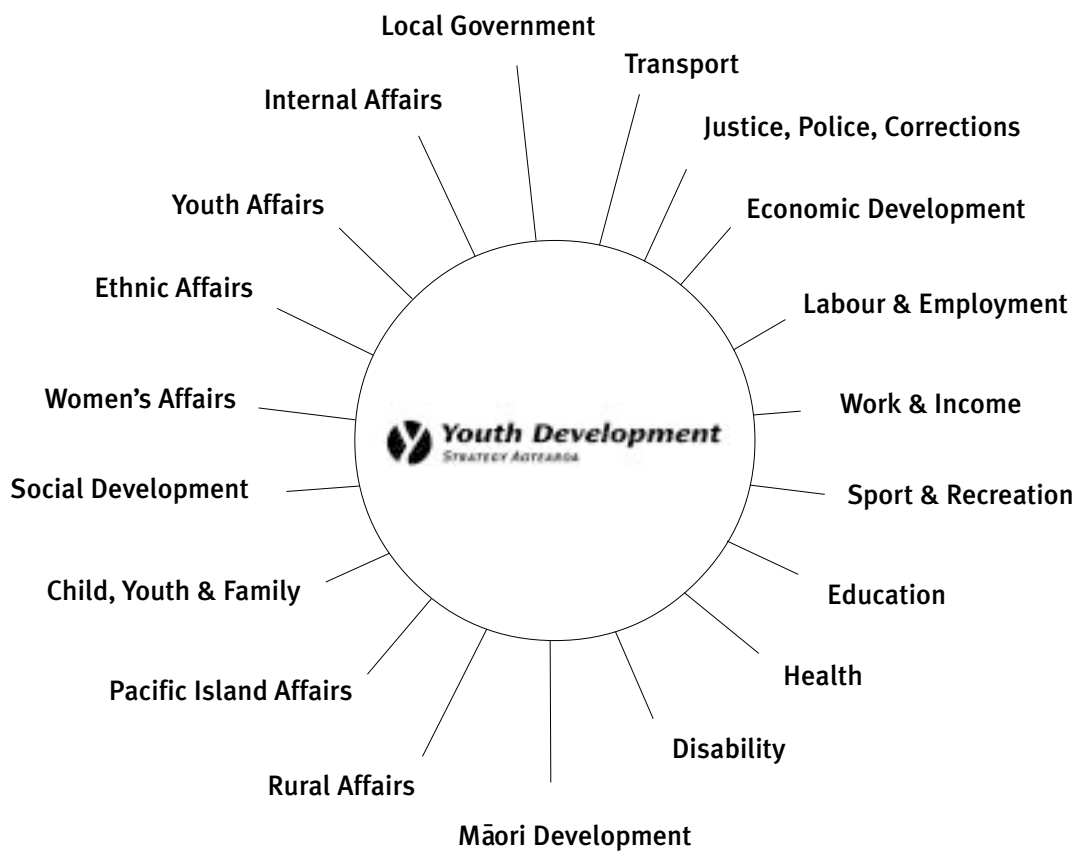 Local Government
Transport
Internal Affairs
Justice, Police, Corrections
Youth Affairs
Economic Development
Ethnic Affairs
Labour & Employment
Women’s Affairs
Work & Income
Youth Development
STRATEGY AOTEAROA
Social Development
Sport & Recreation
Child, Youth & Family
Education
Pacific Island Affairs
Health
Disability
Rural Affairs
Māori Development